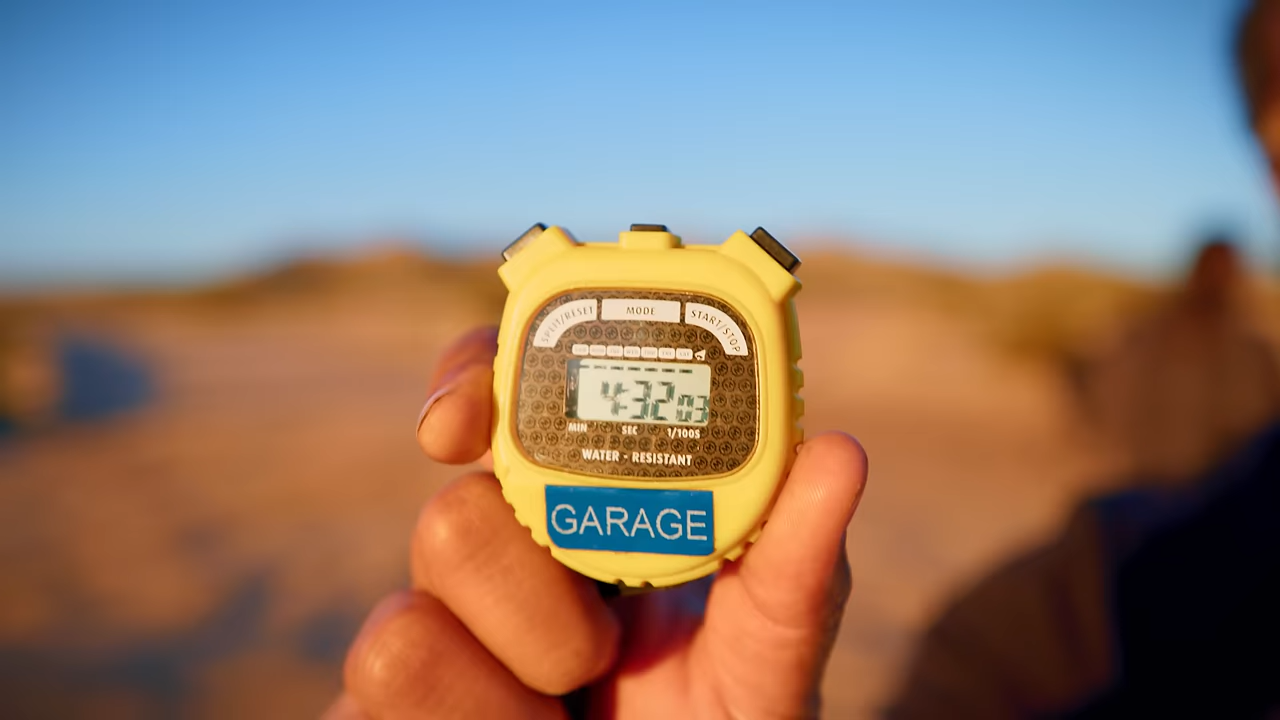 SPLIT/RESET MODE START/STOP
4:32 03
MIN SEC 1/100S
WATER - RESISTANT
GARAGE